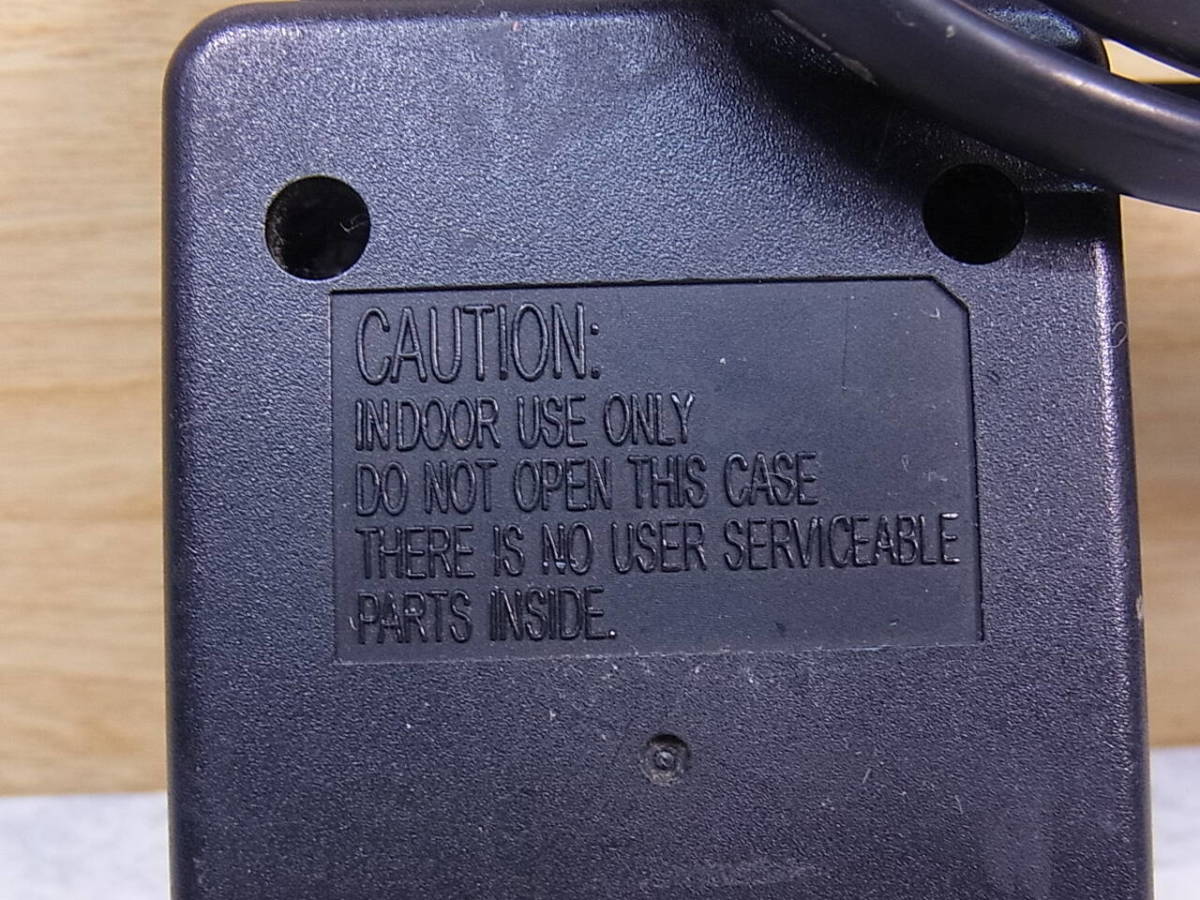 CAUTION:
INDOOR USE ONLY
DO NOT OPEN THIS CASE
THERE IS NO USER SERVICEABLE
PARTS INSIDE.